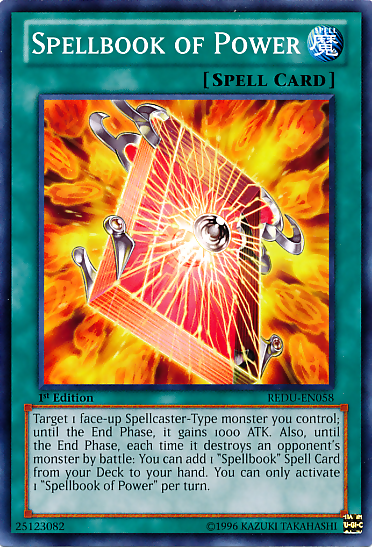 SPELLBOOK OF POWER 魔
[SPELL CARD]
1st Edition REDU-EN058
Target 1 face-up Spellcaster-Type monster you control;
until the End Phase, it gains 1000 ATK. Also, until
the End Phase, each time it destroys an opponent's
monster by battle: You can add 1 "Spellbook" Spell Card
from your Deck to your hand. You can only activate
1 "Spellbook of Power" per turn.
25123082 ©1996 KAZUKI TAKAHASHI